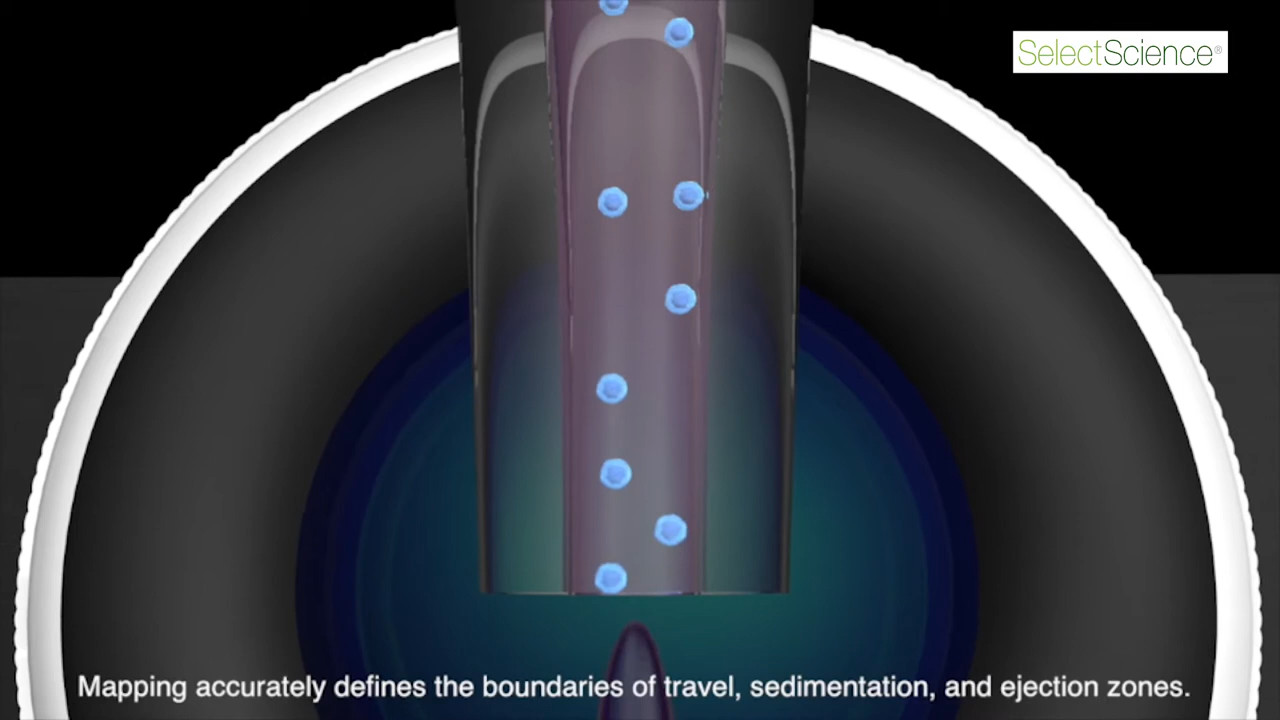 SelectScience®
Mapping accurately defines the boundaries of travel, sedimentation, and ejection zones.